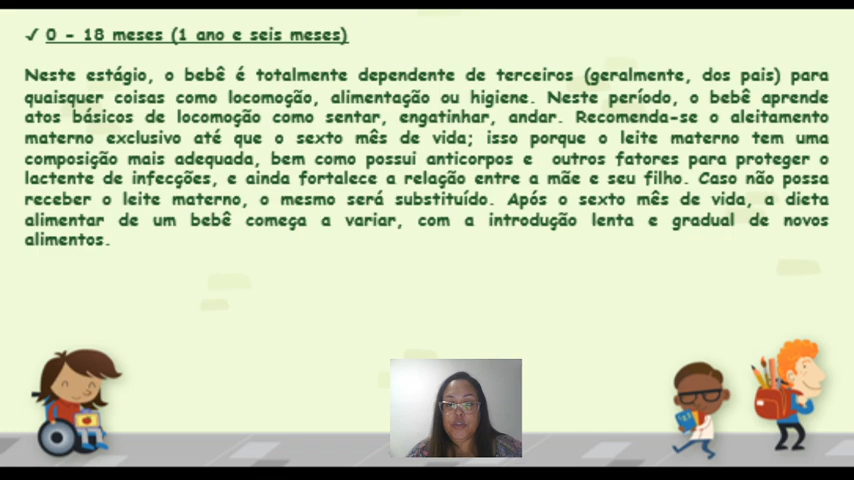 ✓ 0 - 18 meses (1 ano e seis meses)
Neste estágio, o bebê é totalmente dependente de terceiros (geralmente, dos pais) para
quaisquer coisas como locomoção, alimentação ou higiene. Neste período, o bebê aprende
atos básicos de locomoção como sentar, engatinhar, andar. Recomenda-se o aleitamento
materno exclusivo até que o sexto mês de vida; isso porque o leite materno tem uma
composição mais adequada, bem como possui anticorpos e outros fatores para proteger o
lactente de infecções, e ainda fortalece a relação entre a mãe e seu filho. Caso não possa
receber o leite materno, o mesmo será substituído. Após o sexto mês de vida, a dieta
alimentar de um bebê começa a variar, com a introdução lenta e gradual de novos
alimentos.